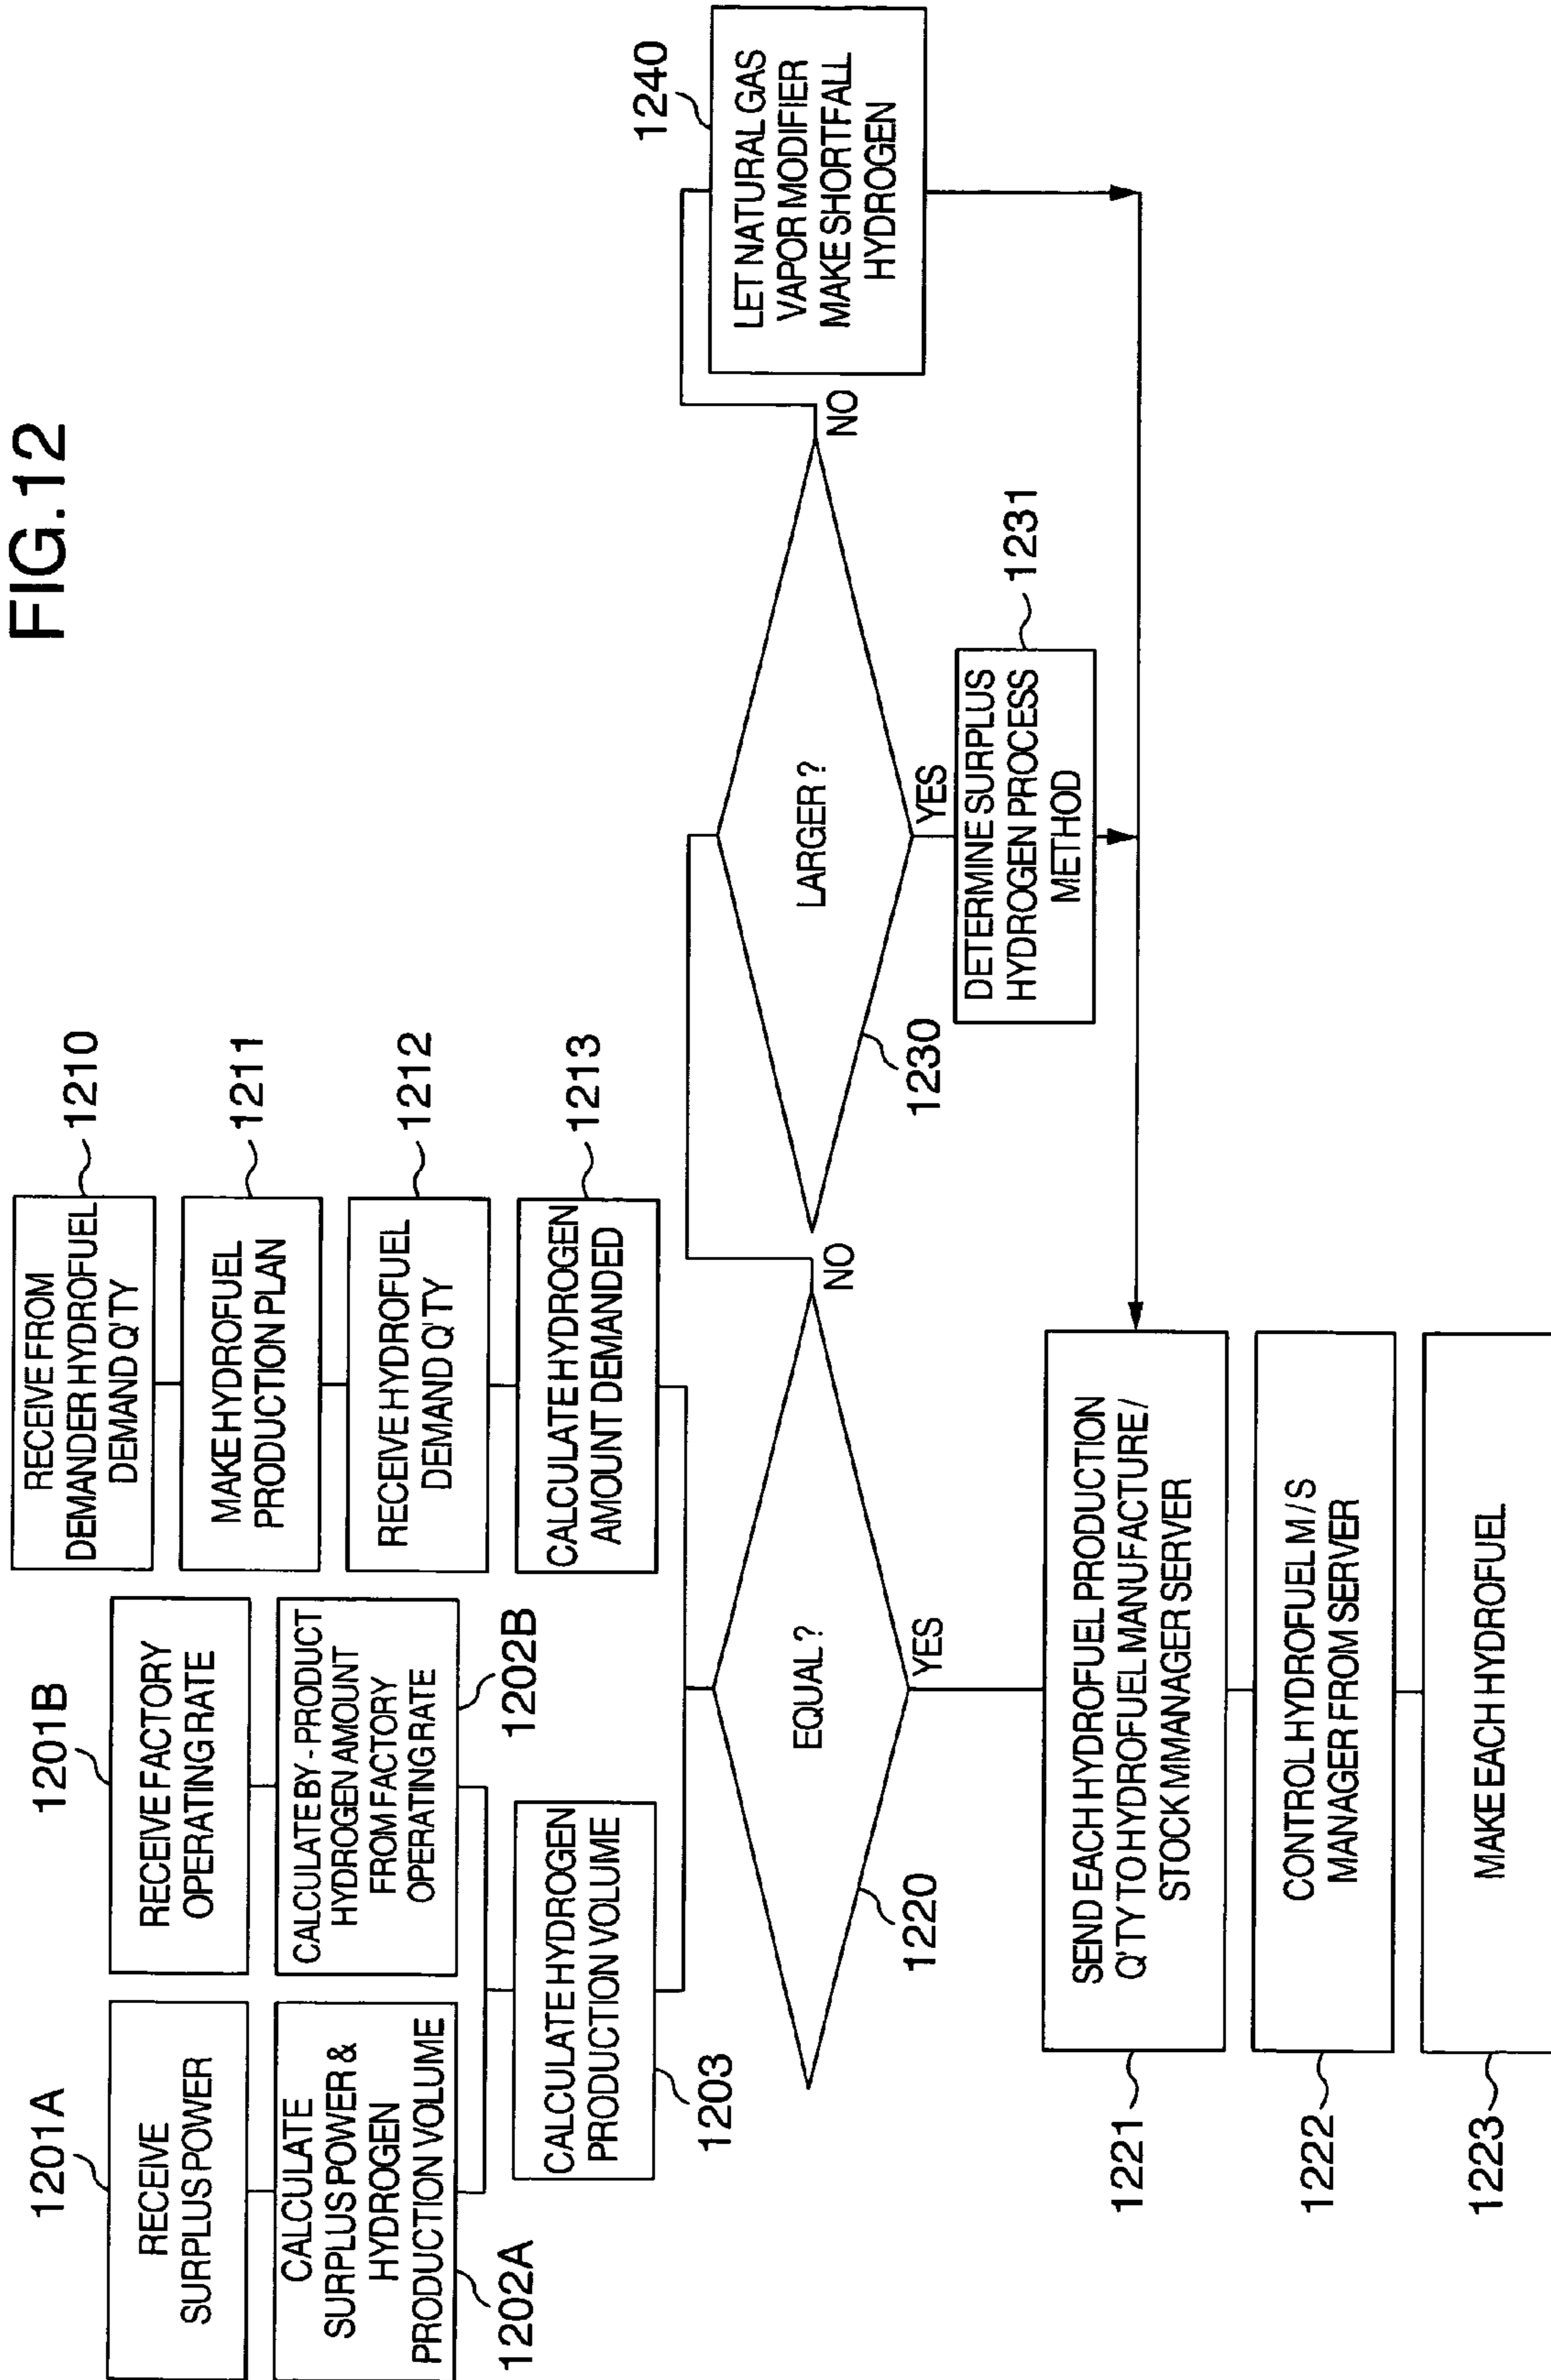 FIG.12
1201A
RECEIVE
SURPLUS POWER
CALCULATE
SURPLUS POWER &
HYDROGEN
PRODUCTION VOLUME
1202A
1201B
RECEIVE FACTORY
OPERATING RATE
CALCULATE BY - PRODUCT
HYDROGEN AMOUNT
FROM FACTORY
OPERATING RATE
1202B
CALCULATE HYDROGEN
PRODUCTION VOLUME
1203
RECEIVE FROM
DEMANDER HYDROFUEL
DEMAND Q'TY
1210
MAKE HYDROFUEL
PRODUCTION PLAN
1211
RECEIVE HYDROFUEL
DEMAND Q'TY
1212
CALCULATE HYDROGEN
AMOUNT DEMANDED
1213
EQUAL ?
1220
NO
YES
LARGER ?
1230
NO
YES
DETERMINE SURPLUS
HYDROGEN PROCESS
METHOD
1231
1240
LET NATURAL GAS
VAPOR MODIFIER
MAKE SHORTFALL
HYDROGEN
SEND EACH HYDROFUEL PRODUCTION
Q'TY TO HYDROFUEL MANUFACTURE /
STOCK MMANAGER SERVER
1221
CONTROL HYDROFUEL M / S
MANAGER FROM SERVER
1222
MAKE EACH HYDROFUEL
1223